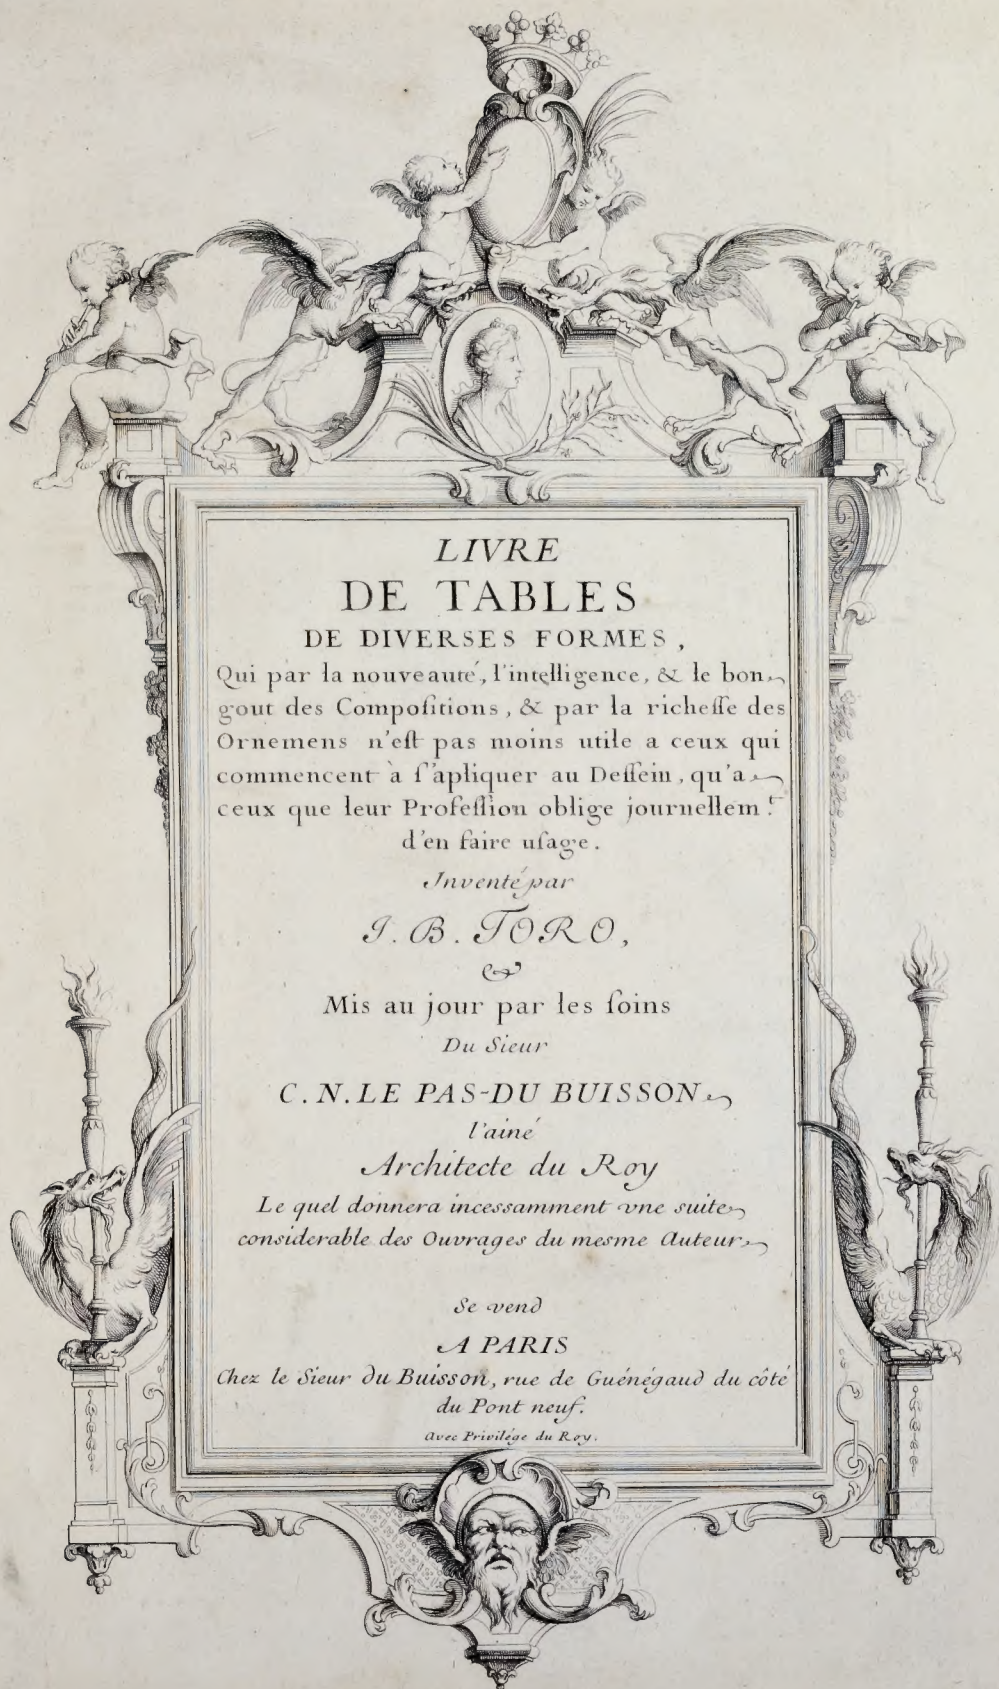 LIVRE
DE TABLES
DE DIVERSES FORMES,
Qui par la nouveauté, l'intelligence, & le bon
gout des Compoſitions, & par la richeſſe des
Ornemens n'eſt pas moins utile a ceux qui
commencent à ſ'apliquer au Deſſein, qu'a
ceux que leur Profeſſion oblige journellem.t
d'en faire uſage.
Inventé par
J. B. TORO,
&
Mis au jour par les ſoins
Du Sieur
C. N. LE PAS-DU BUISSON
l'ainé
Architecte du Roy
Le quel donnera incessamment vne suite
considerable des Ouvrages du mesme Auteur
Se vend
A PARIS
Chez le Sieur du Buisson, rue de Guénégaud du côté
du Pont neuf.
Avec Privilége du Roy.